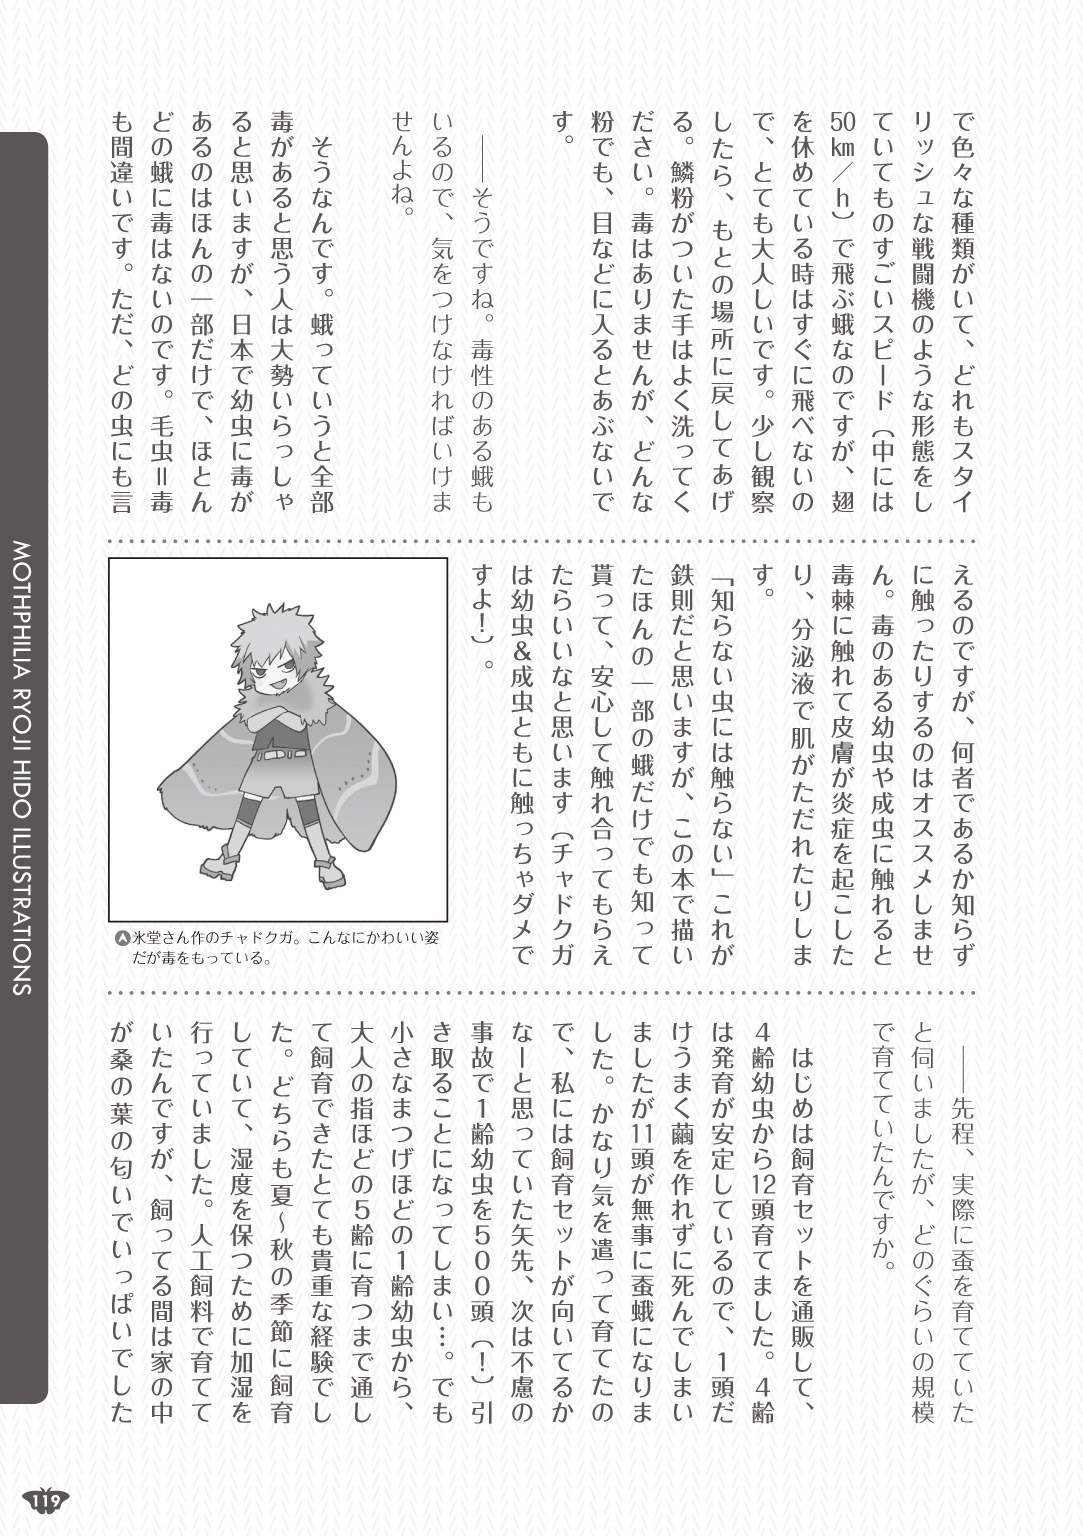 で色々な種類がいて、どれもスタイ
リッシュな戦闘機のような形態をし
ていてものすごいスピード（中には
50km／h）で飛ぶ蛾なのですが、翅
を休めている時はすぐに飛べないの
で、とても大人しいです。少し観察
したら、もとの場所に戻してあげ
る。鱗粉がついた手はよく洗ってく
ださい。毒はありませんが、どんな
粉でも、目などに入るとあぶないで
す。
――そうですね。毒性のある蛾も
いるので、気をつけなければいけま
せんよね。
そうなんです。蛾っていうと全部
毒があると思う人は大勢いらっしゃ
ると思いますが、日本で幼虫に毒が
あるのはほんの一部だけで、ほとん
どの蛾に毒はないのです。毛虫＝毒
も間違いです。ただ、どの虫にも言
えるのですが、何者であるか知らず
に触ったりするのはオススメしませ
ん。毒のある幼虫や成虫に触れると
毒棘に触れて皮膚が炎症を起こした
り、分泌液で肌がただれたりしま
す。
「知らない虫には触らない」これが
鉄則だと思いますが、この本で描い
たほんの一部の蛾だけでも知って
貰って、安心して触れ合ってもらえ
たらいいなと思います（チャドクガ
は幼虫＆成虫ともに触っちゃダメで
すよ！）。
氷堂さん作のチャドクガ。こんなにかわいい姿
だが毒をもっている。
――先程、実際に蚕を育てていた
と伺いましたが、どのぐらいの規模
で育てていたんですか。
はじめは飼育セットを通販して、
４齢幼虫から12頭育てました。４齢
は発育が安定しているので、１頭だ
けうまく繭を作れずに死んでしまい
ましたが11頭が無事に蚕蛾になりま
した。かなり気を遣って育てたの
で、私には飼育セットが向いてるか
なーと思っていた矢先、次は不慮の
事故で１齢幼虫を５００頭（！）引
き取ることになってしまい…。でも
小さなまつげほどの１齢幼虫から、
大人の指ほどの５齢に育つまで通し
て飼育できたとても貴重な経験でし
た。どちらも夏～秋の季節に飼育
していて、湿度を保つために加湿を
行っていました。人工飼料で育てて
いたんですが、飼ってる間は家の中
が桑の葉の匂いでいっぱいでした
MOTHPHILIA RYOJI HIDO ILLUSTRATIONS
119